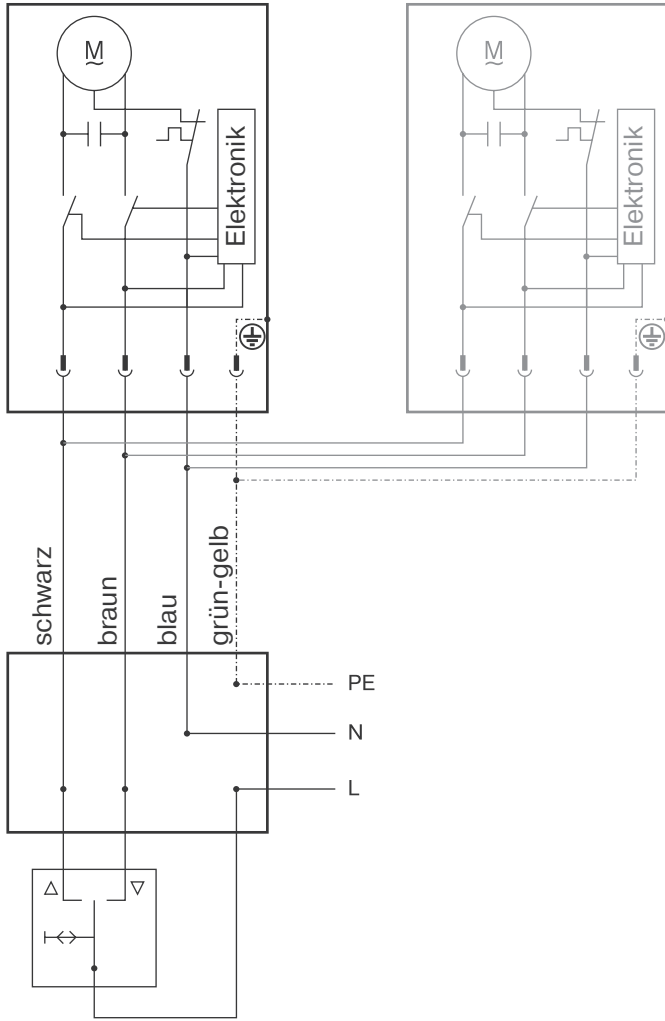 M
~
Elektronik
M
~
Elektronik
schwarz
braun
blau
grün-gelb
PE
N
L